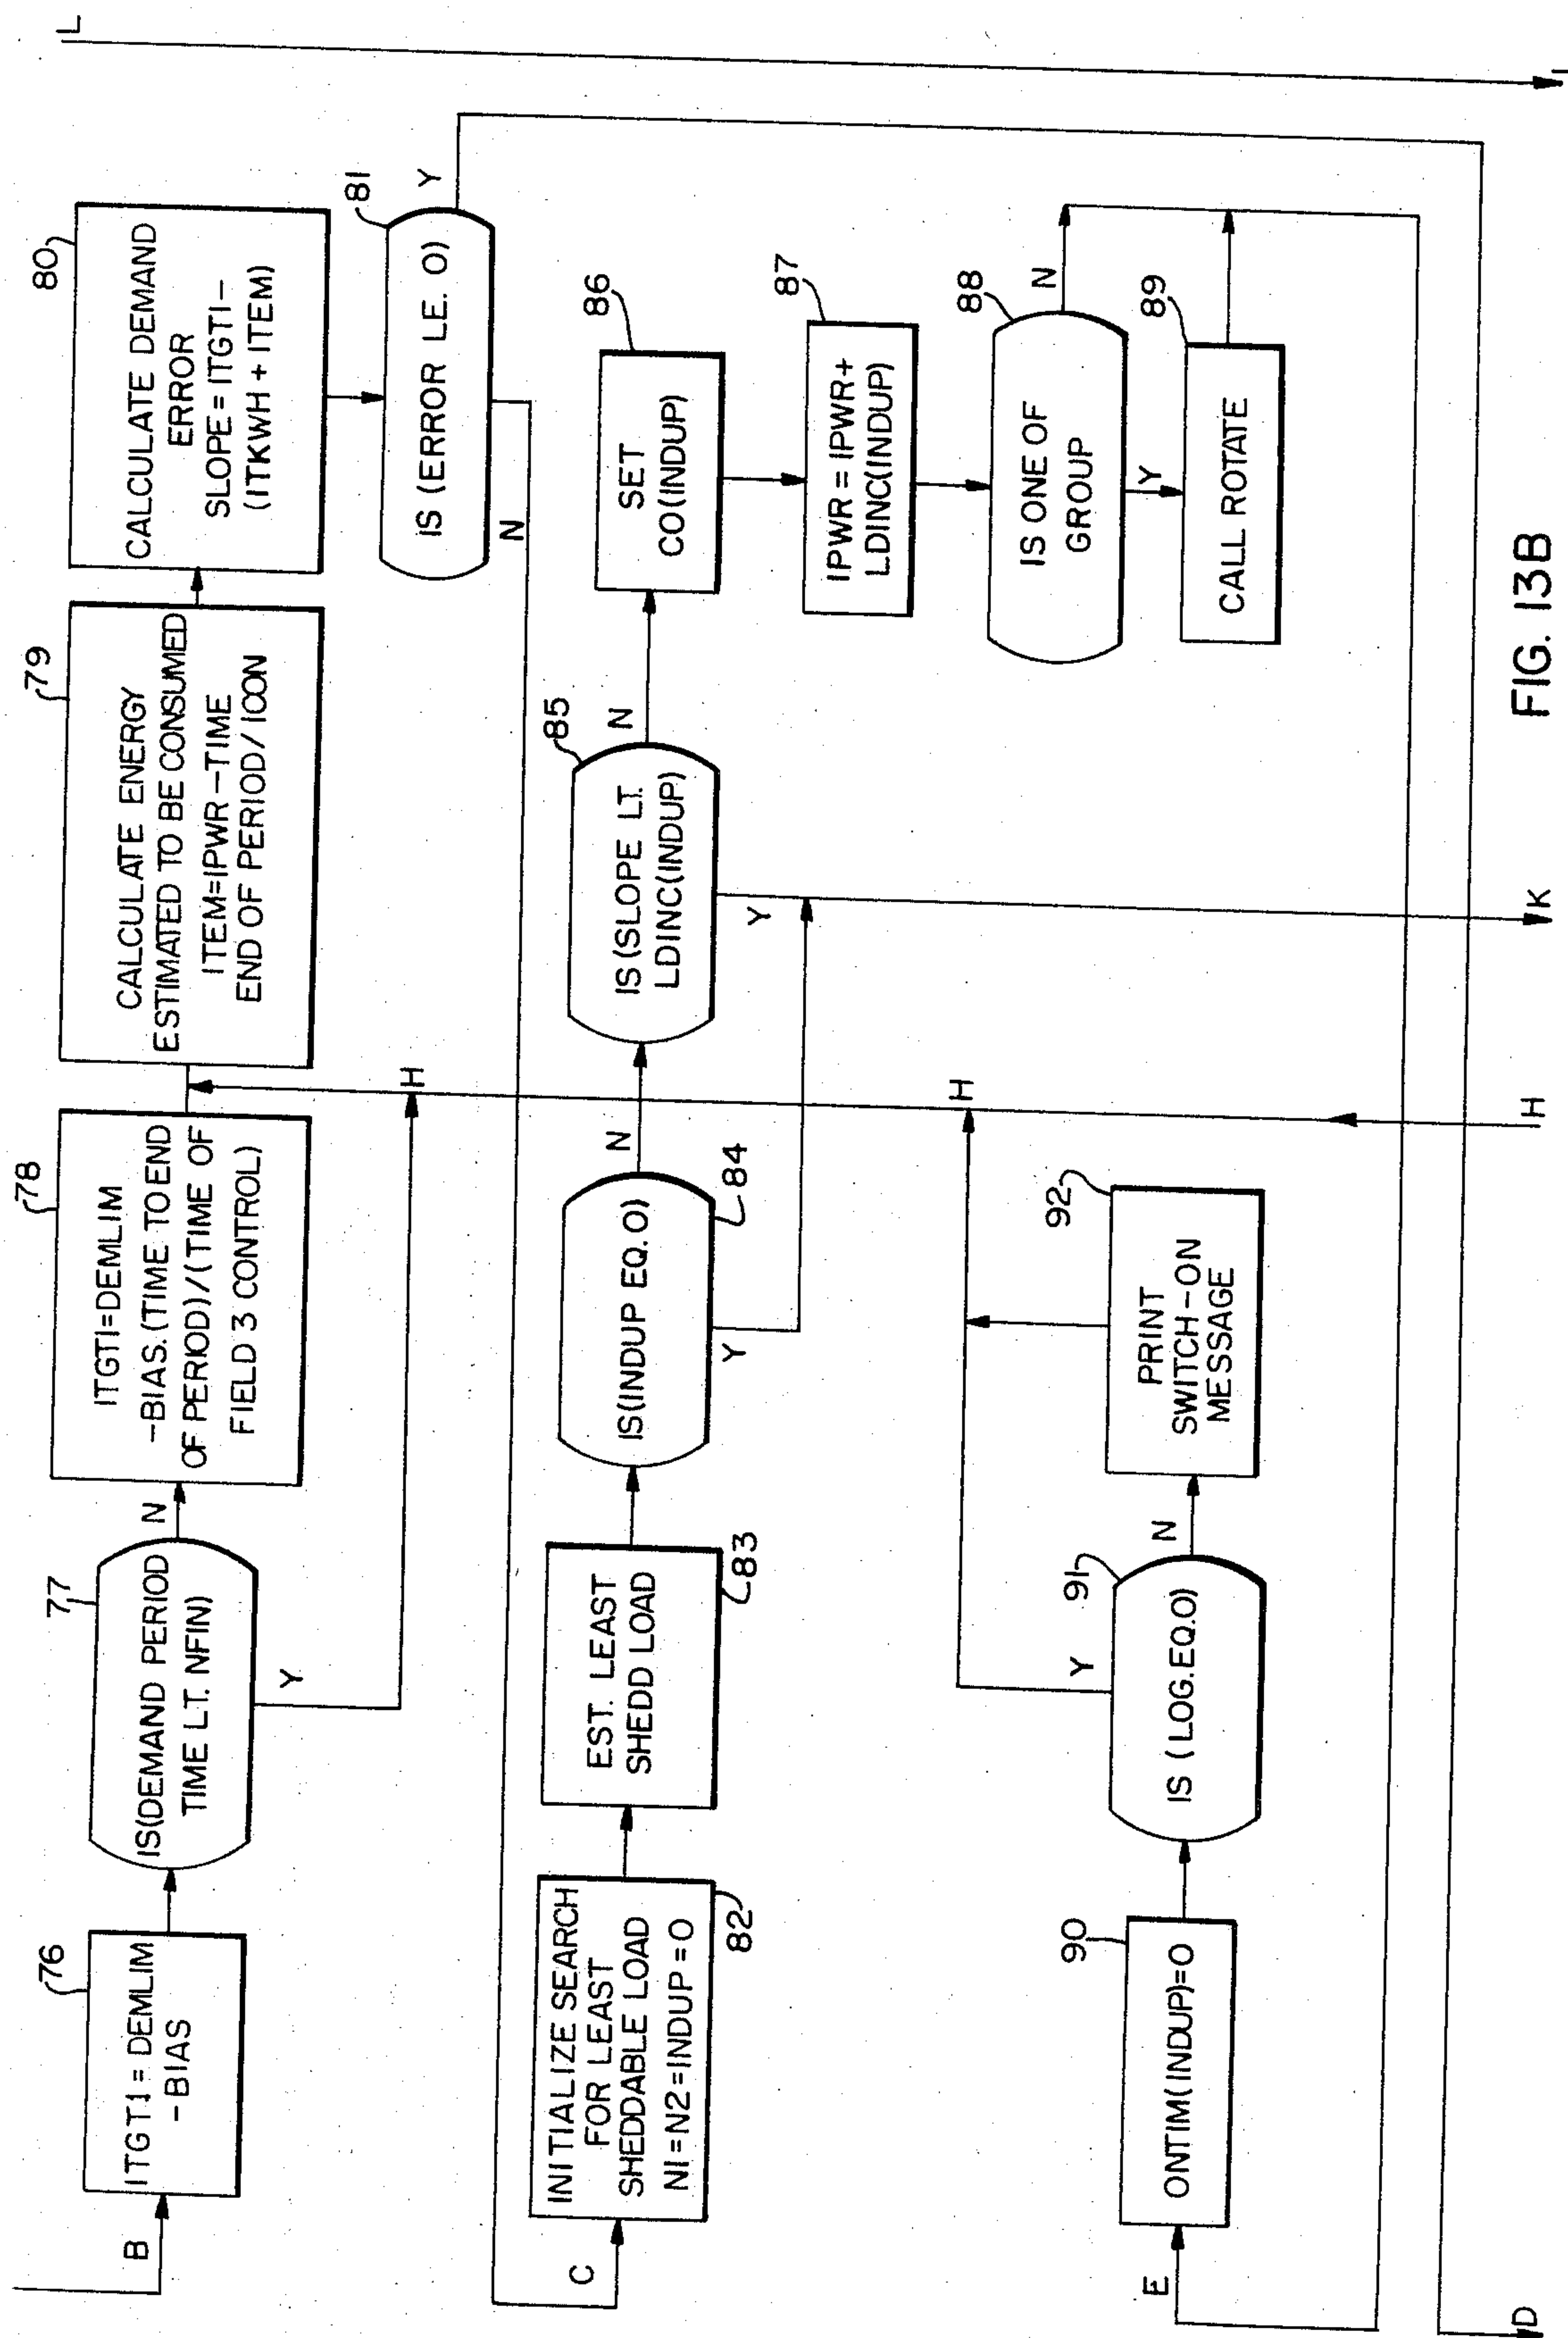 B
76
ITGT1 = DEMLIM
-BIAS
77
IS(DEMAND PERIOD
TIME LT. NFIN)
N
Y
78
ITGTI=DEMLIM
-BIAS.(TIME TO END
OF PERIOD)/(TIME OF
FIELD 3 CONTROL)
H
79
CALCULATE ENERGY
ESTIMATED TO BE CONSUMED
ITEM=IPWR-TIME
END OF PERIOD/ICON
80
CALCULATE DEMAND
ERROR
SLOPE = ITGTI-
(ITKWH + ITEM)
81
IS (ERROR LE. O)
Y
N
L
L
C
INITIALIZE SEARCH
FOR LEAST
SHEDDABLE LOAD
NI = N2 = INDUP = O
82
EST. LEAST
SHEDD LOAD
83
IS(INDUP EQ. O)
84
N
Y
85
IS (SLOPE LT.
LDINC(INDUP)
N
Y
86
SET
CO(INDUP)
87
IPWR = IPWR+
LDINC(INDUP)
88
IS ONE OF
GROUP
N
Y
89
CALL ROTATE
E
90
ONTIM(INDUP)=O
91
IS (LOG.EQ.O)
Y
N
92
PRINT
SWITCH-ON
MESSAGE
H
H
K
D
FIG. 13B